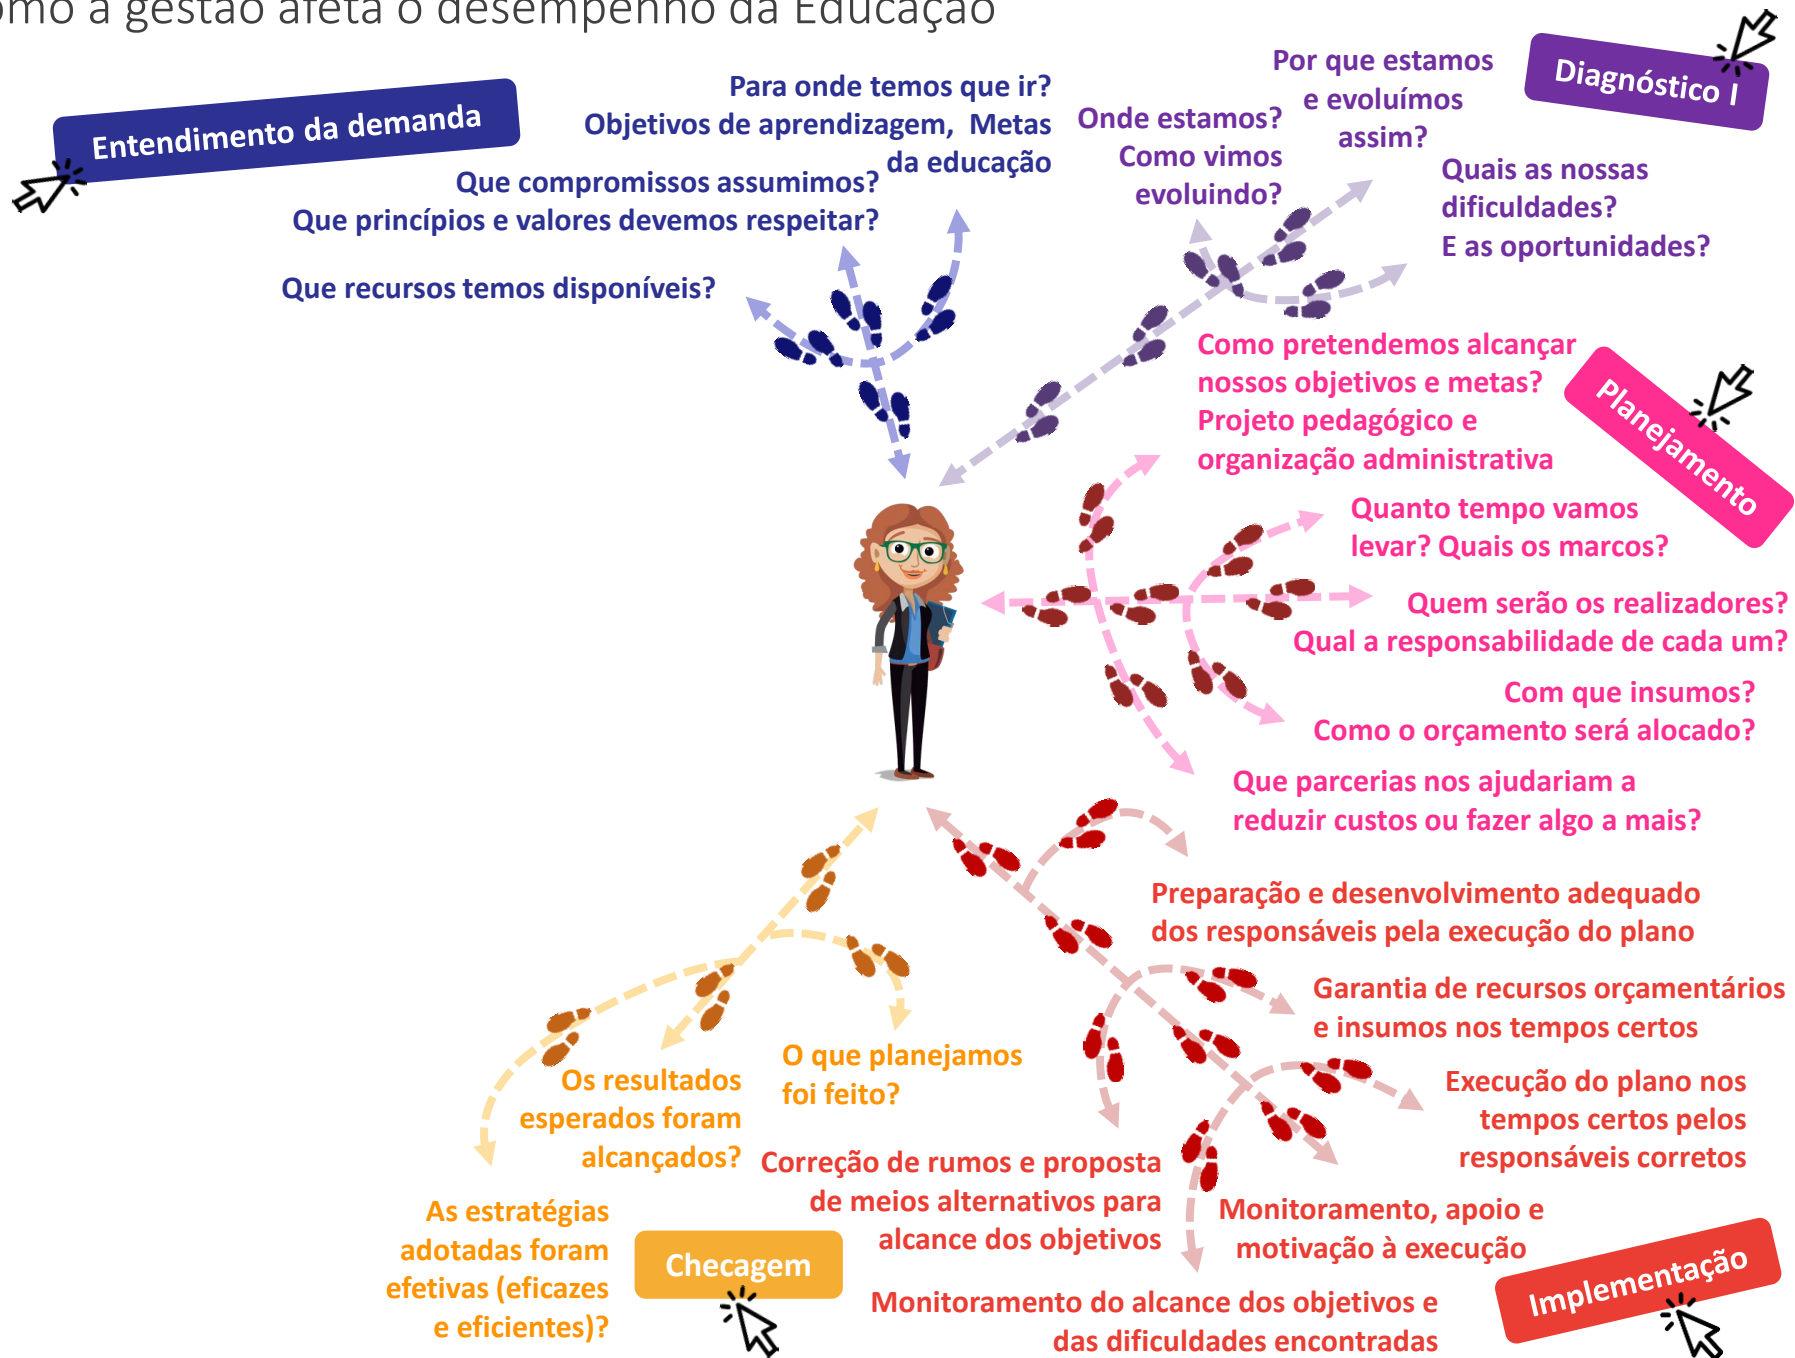 omo a gestão afeta o desempenho da Educação
Entendimento da demanda
Para onde temos que ir?
Objetivos de aprendizagem, Metas
da educação
Que compromissos assumimos?
Que princípios e valores devemos respeitar?
Que recursos temos disponíveis?
Diagnóstico I
Onde estamos?
Como vimos
evoluindo?
Por que estamos
e evoluímos
assim?
Quais as nossas
dificuldades?
E as oportunidades?
Planejamento
Como pretendemos alcançar
nossos objetivos e metas?
Projeto pedagógico e
organização administrativa
Quanto tempo vamos
levar? Quais os marcos?
Quem serão os realizadores?
Qual a responsabilidade de cada um?
Com que insumos?
Como o orçamento será alocado?
Que parcerias nos ajudariam a
reduzir custos ou fazer algo a mais?
Preparação e desenvolvimento adequado
dos responsáveis pela execução do plano
Garantia de recursos orçamentários
e insumos nos tempos certos
Execução do plano nos
tempos certos pelos
responsáveis corretos
Monitoramento, apoio e
motivação à execução
Implementação
Monitoramento do alcance dos objetivos e
das dificuldades encontradas
Correção de rumos e proposta
de meios alternativos para
alcance dos objetivos
O que planejamos
foi feito?
Os resultados
esperados foram
alcançados?
As estratégias
adotadas foram
efetivas (eficazes
e eficientes)?
Checagem